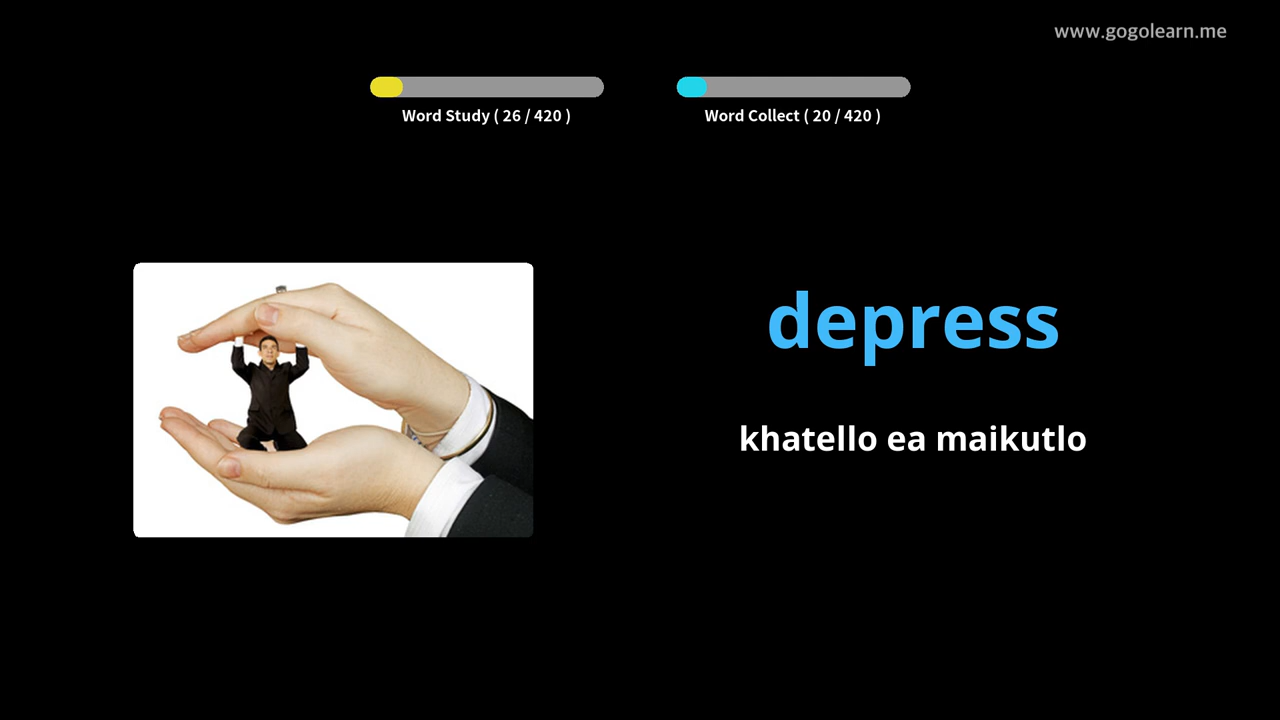 www.gogolearn.me
Word Study ( 26 / 420 )
Word Collect ( 20 / 420 )
depress
khatello ea maikutlo